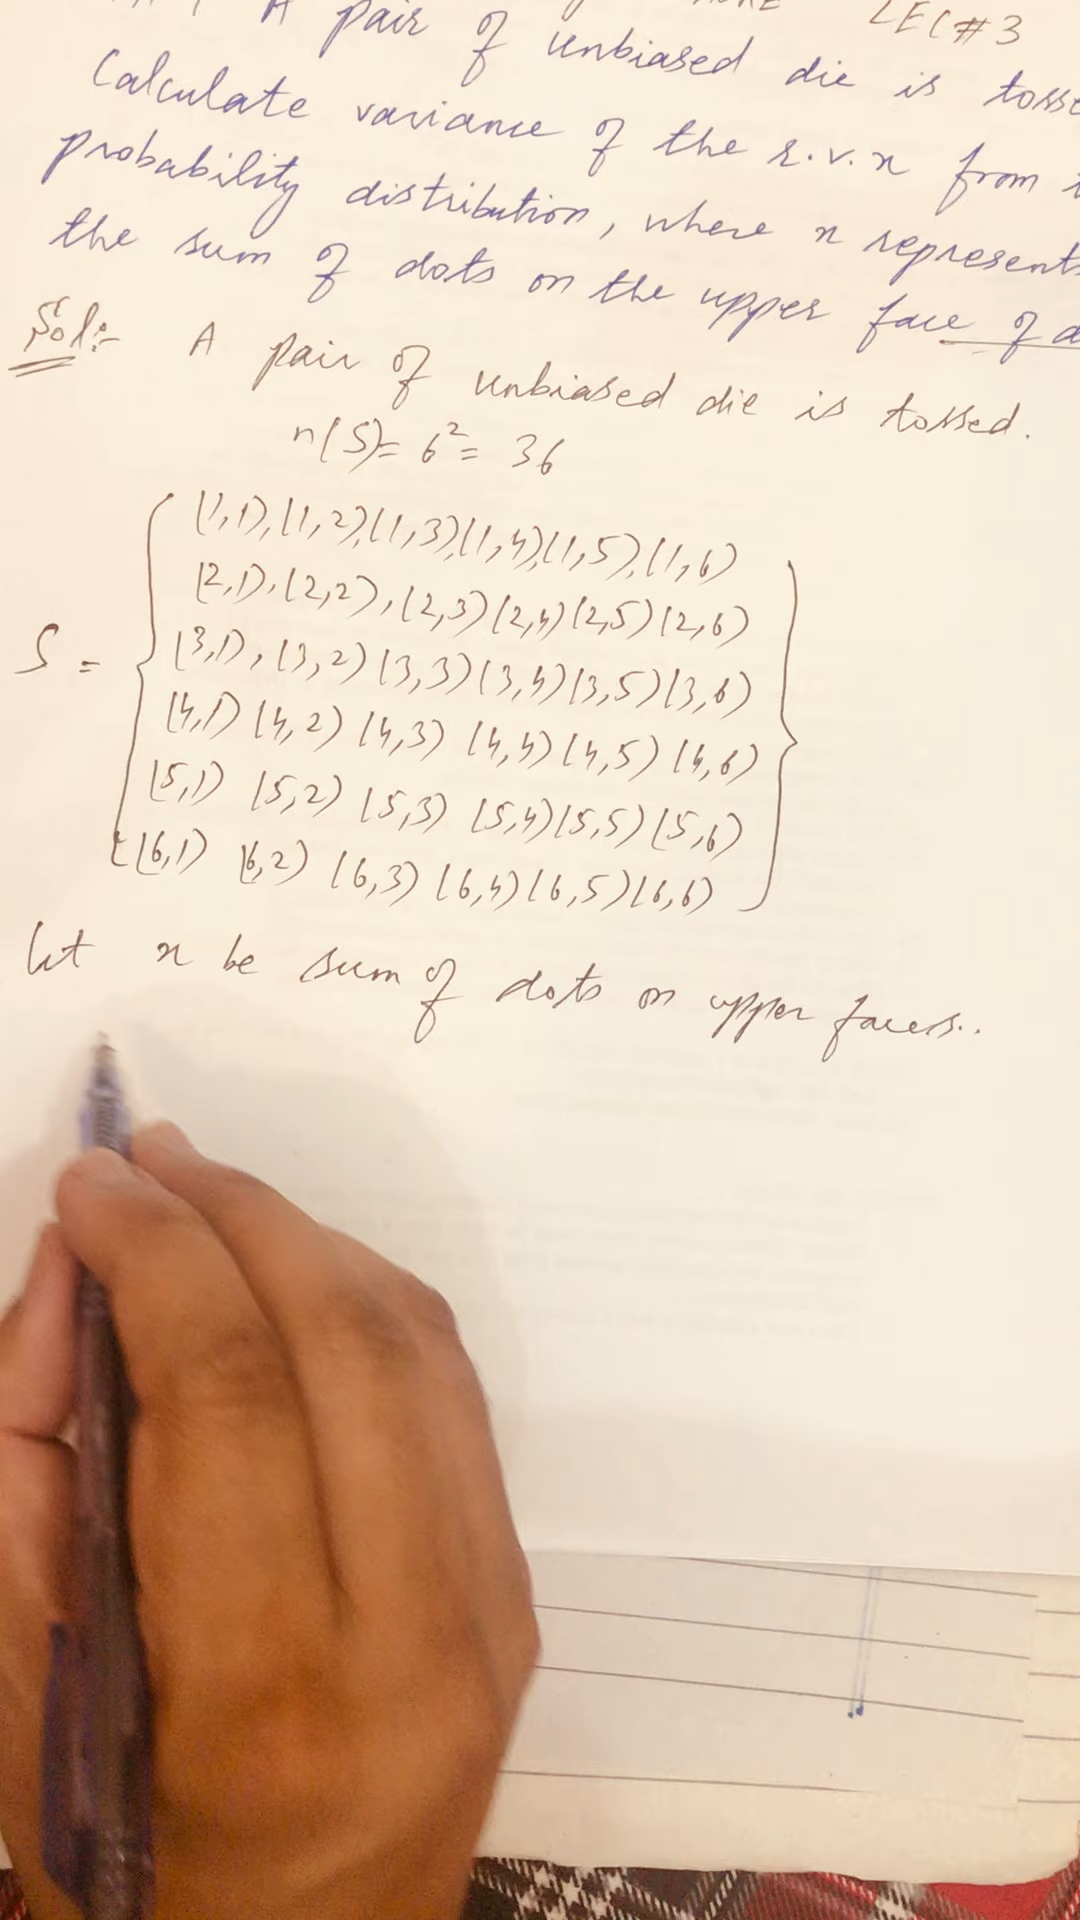 A pair of unbiased die is
LEC#3
Calculate variance of the r.v. x from
probability distribution, where x represents
the sum of dots on the upper face of
Sol:- A pair of unbiased die is tossed.
n(S)= 6²= 36
(1,1), (1,2), (1,3), (1,4), (1,5), (1,6)
(2,1), (2,2), (2,3) (2,4) (2,5) (2,6)
S = (3,1), (3,2) (3,3) (3,4) (3,5) (3,6)
(4,1) (4,2) (4,3) (4,4) (4,5) (4,6)
(5,1) (5,2) (5,3) (5,4) (5,5) (5,6)
(6,1) (6,2) (6,3) (6,4) (6,5) (6,6)
let x be sum of dots on upper faces..